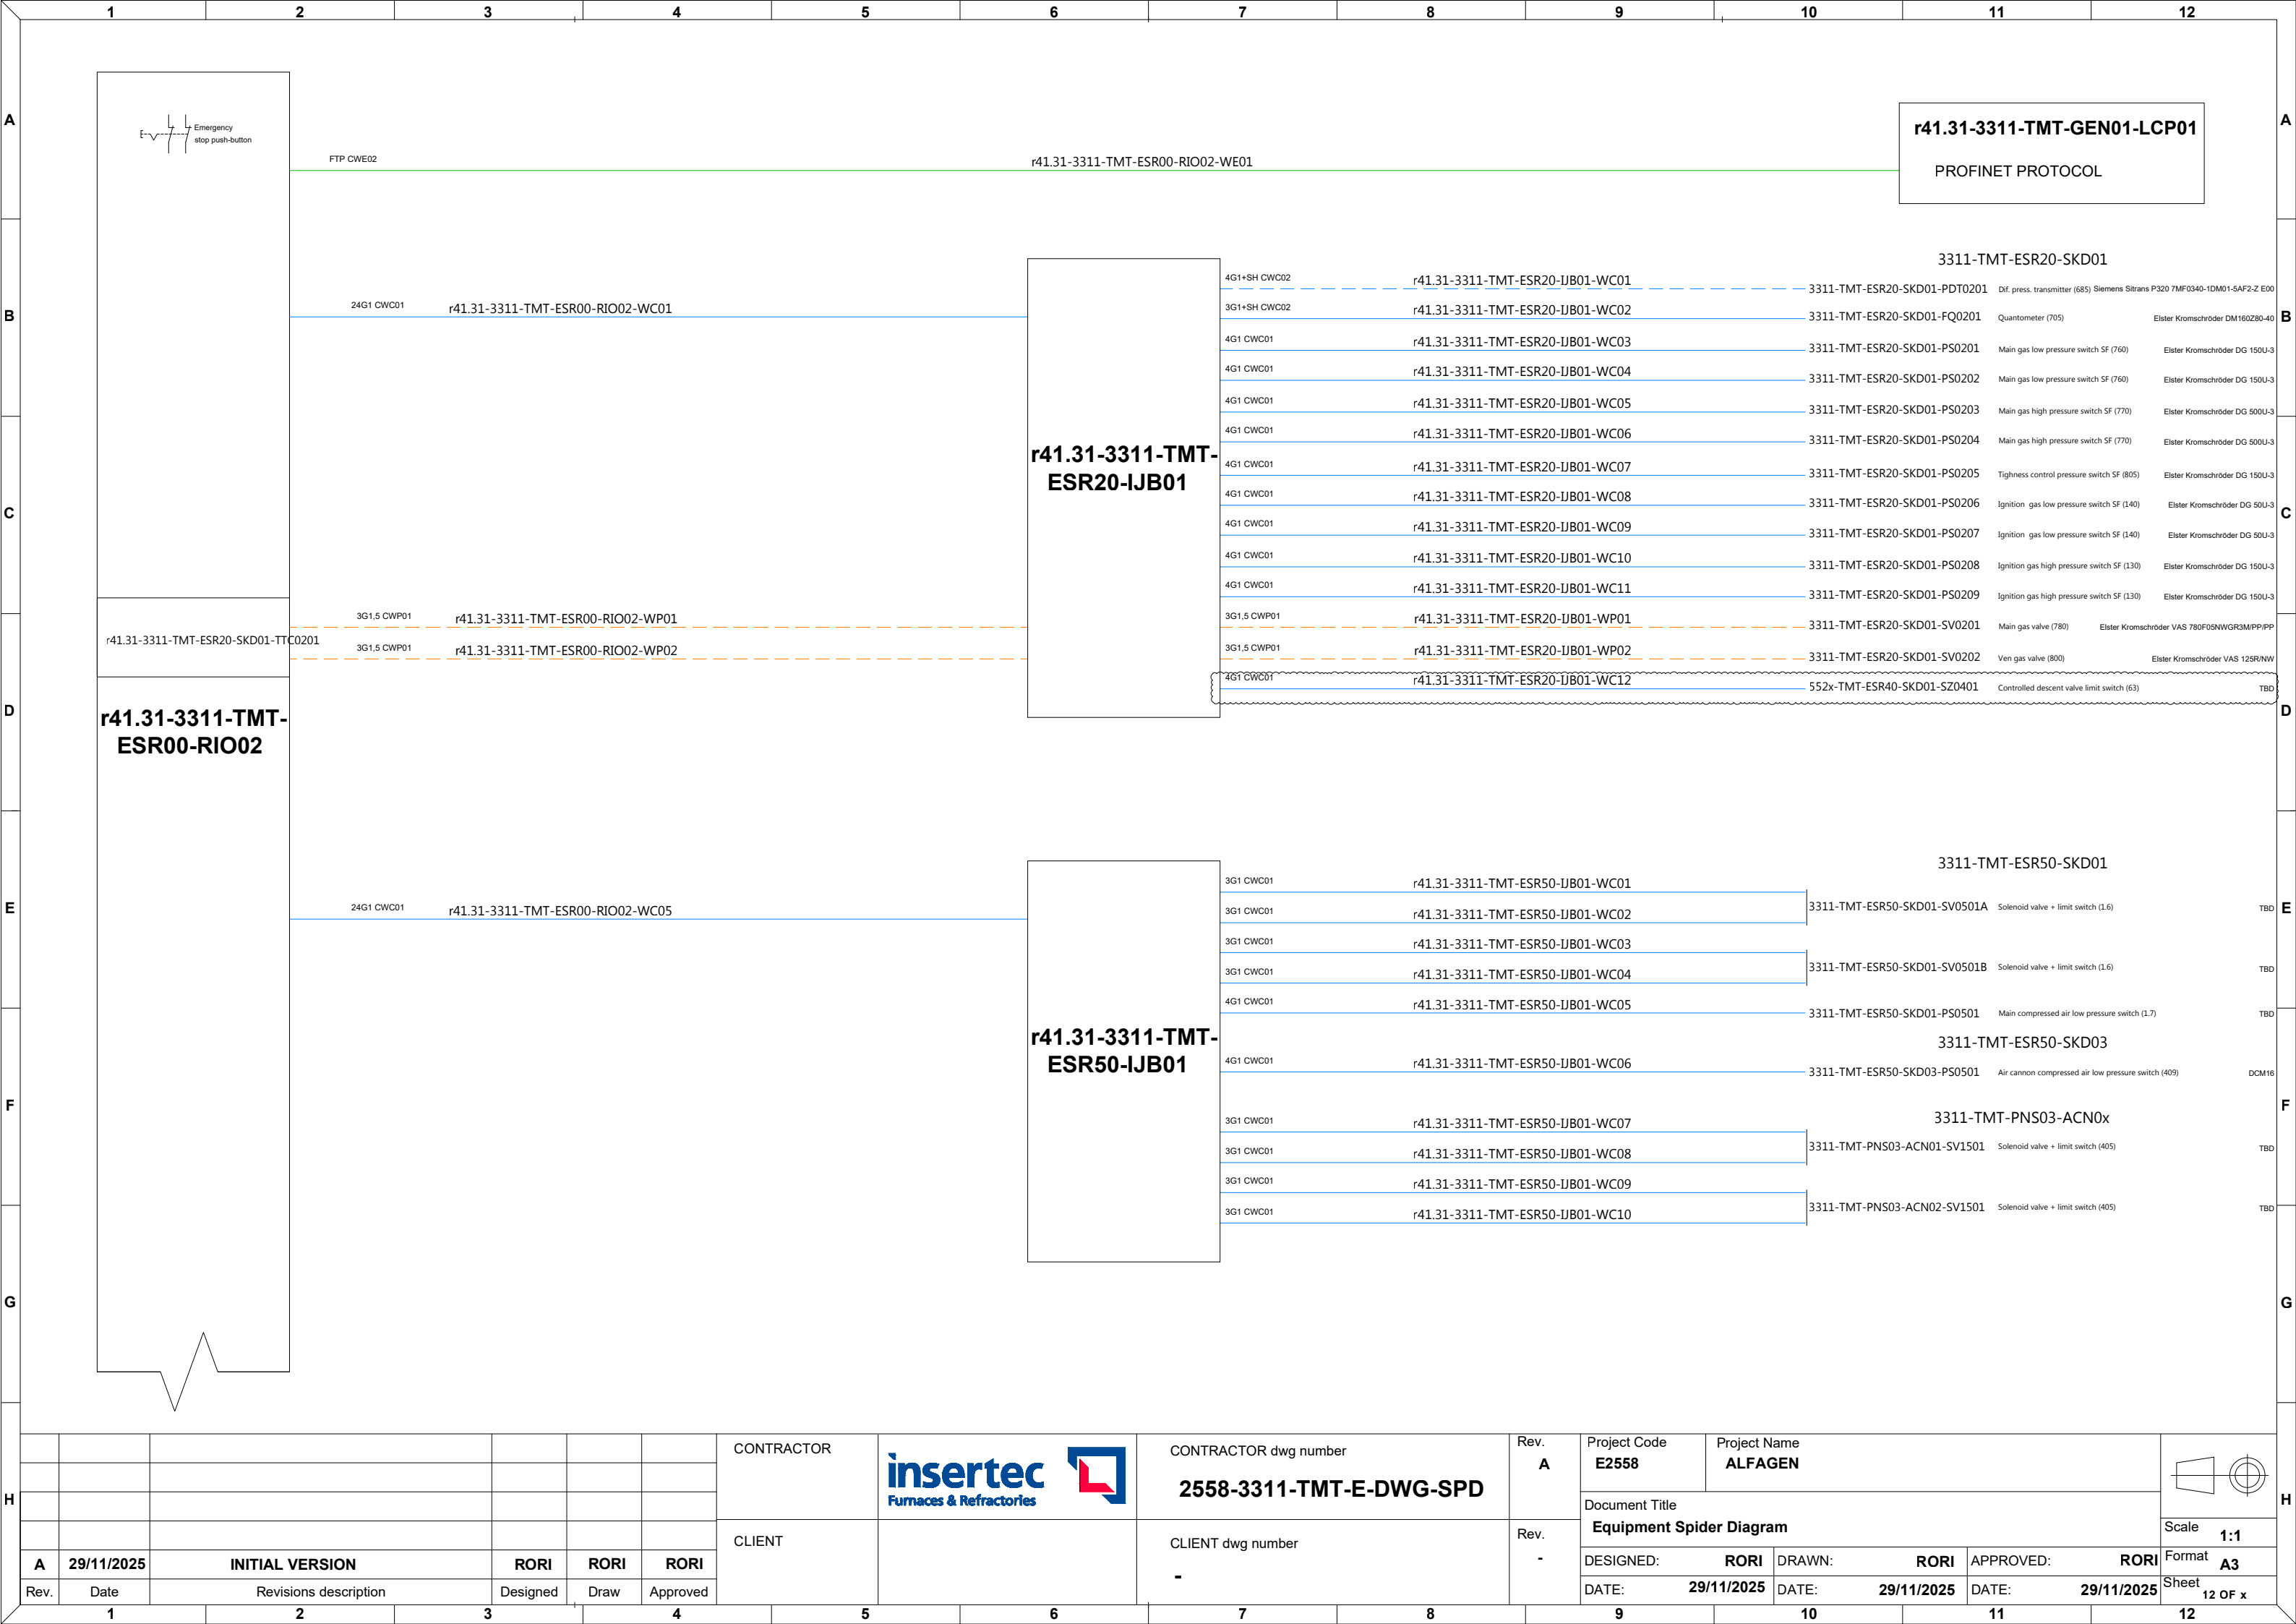 1 2 3 4 5 6 7 8 9 10 11 12
A
A
Emergency
stop push-button
FTP CWE02
r41.31-3311-TMT-ESR00-RIO02-WE01
r41.31-3311-TMT-GEN01-LCP01
PROFINET PROTOCOL
3311-TMT-ESR20-SKD01
B
B
24G1 CWC01 r41.31-3311-TMT-ESR00-RIO02-WC01
r41.31-3311-TMT-
ESR20-IJB01
4G1+SH CWC02 r41.31-3311-TMT-ESR20-IJB01-WC01 3311-TMT-ESR20-SKD01-PDT0201 Dif. press. transmitter (685) Siemens Sitrans P320 7MF0340-1DM01-5AF2-Z E00
3G1+SH CWC02 r41.31-3311-TMT-ESR20-IJB01-WC02 3311-TMT-ESR20-SKD01-FQ0201 Quantometer (705) Elster Kromschröder DM160Z80-40
4G1 CWC01 r41.31-3311-TMT-ESR20-IJB01-WC03 3311-TMT-ESR20-SKD01-PS0201 Main gas low pressure switch SF (760) Elster Kromschröder DG 150U-3
4G1 CWC01 r41.31-3311-TMT-ESR20-IJB01-WC04 3311-TMT-ESR20-SKD01-PS0202 Main gas low pressure switch SF (760) Elster Kromschröder DG 150U-3
4G1 CWC01 r41.31-3311-TMT-ESR20-IJB01-WC05 3311-TMT-ESR20-SKD01-PS0203 Main gas high pressure switch SF (770) Elster Kromschröder DG 500U-3
4G1 CWC01 r41.31-3311-TMT-ESR20-IJB01-WC06 3311-TMT-ESR20-SKD01-PS0204 Main gas high pressure switch SF (770) Elster Kromschröder DG 500U-3
4G1 CWC01 r41.31-3311-TMT-ESR20-IJB01-WC07 3311-TMT-ESR20-SKD01-PS0205 Tighness control pressure switch SF (805) Elster Kromschröder DG 150U-3
4G1 CWC01 r41.31-3311-TMT-ESR20-IJB01-WC08 3311-TMT-ESR20-SKD01-PS0206 Ignition gas low pressure switch SF (140) Elster Kromschröder DG 50U-3
C
C
4G1 CWC01 r41.31-3311-TMT-ESR20-IJB01-WC09 3311-TMT-ESR20-SKD01-PS0207 Ignition gas low pressure switch SF (140) Elster Kromschröder DG 50U-3
4G1 CWC01 r41.31-3311-TMT-ESR20-IJB01-WC10 3311-TMT-ESR20-SKD01-PS0208 Ignition gas high pressure switch SF (130) Elster Kromschröder DG 150U-3
4G1 CWC01 r41.31-3311-TMT-ESR20-IJB01-WC11 3311-TMT-ESR20-SKD01-PS0209 Ignition gas high pressure switch SF (130) Elster Kromschröder DG 150U-3
3G1,5 CWP01 r41.31-3311-TMT-ESR00-RIO02-WP01
3G1,5 CWP01 r41.31-3311-TMT-ESR20-IJB01-WP01 3311-TMT-ESR20-SKD01-SV0201 Main gas valve (780) Elster Kromschröder VAS 780F05NWGR3M/PP/PP
r41.31-3311-TMT-ESR20-SKD01-TTC0201
3G1,5 CWP01 r41.31-3311-TMT-ESR00-RIO02-WP02
3G1,5 CWP01 r41.31-3311-TMT-ESR20-IJB01-WP02 3311-TMT-ESR20-SKD01-SV0202 Ven gas valve (800) Elster Kromschröder VAS 125R/NW
4G1 CWC01 r41.31-3311-TMT-ESR20-IJB01-WC12 552x-TMT-ESR40-SKD01-SZ0401 Controlled descent valve limit switch (63) TBD
D
D
r41.31-3311-TMT-
ESR00-RIO02
3311-TMT-ESR50-SKD01
E
E
24G1 CWC01 r41.31-3311-TMT-ESR00-RIO02-WC05
r41.31-3311-TMT-
ESR50-IJB01
3G1 CWC01 r41.31-3311-TMT-ESR50-IJB01-WC01
3311-TMT-ESR50-SKD01-SV0501A Solenoid valve + limit switch (1.6) TBD
3G1 CWC01 r41.31-3311-TMT-ESR50-IJB01-WC02
3G1 CWC01 r41.31-3311-TMT-ESR50-IJB01-WC03
3311-TMT-ESR50-SKD01-SV0501B Solenoid valve + limit switch (1.6) TBD
3G1 CWC01 r41.31-3311-TMT-ESR50-IJB01-WC04
4G1 CWC01 r41.31-3311-TMT-ESR50-IJB01-WC05 3311-TMT-ESR50-SKD01-PS0501 Main compressed air low pressure switch (1.7) TBD
3311-TMT-ESR50-SKD03
4G1 CWC01 r41.31-3311-TMT-ESR50-IJB01-WC06 3311-TMT-ESR50-SKD03-PS0501 Air cannon compressed air low pressure switch (409) DCM16
F
F
3311-TMT-PNS03-ACN0x
3G1 CWC01 r41.31-3311-TMT-ESR50-IJB01-WC07
3311-TMT-PNS03-ACN01-SV1501 Solenoid valve + limit switch (405) TBD
3G1 CWC01 r41.31-3311-TMT-ESR50-IJB01-WC08
3G1 CWC01 r41.31-3311-TMT-ESR50-IJB01-WC09
3311-TMT-PNS03-ACN02-SV1501 Solenoid valve + limit switch (405) TBD
3G1 CWC01 r41.31-3311-TMT-ESR50-IJB01-WC10
G
G
H
H
A 29/11/2025 INITIAL VERSION RORI RORI RORI
Rev. Date Revisions description Designed Draw Approved
CONTRACTOR
insertec
Furnaces & Refractories
CLIENT
CONTRACTOR dwg number
2558-3311-TMT-E-DWG-SPD
CLIENT dwg number
-
Rev.
A
Rev.
-
Project Code
E2558
Project Name
ALFAGEN
Document Title
Equipment Spider Diagram
DESIGNED: RORI DRAWN: RORI APPROVED: RORI
DATE: 29/11/2025 DATE: 29/11/2025 DATE: 29/11/2025
Scale
1:1
Format
A3
Sheet
12 OF x
1 2 3 4 5 6 7 8 9 10 11 12